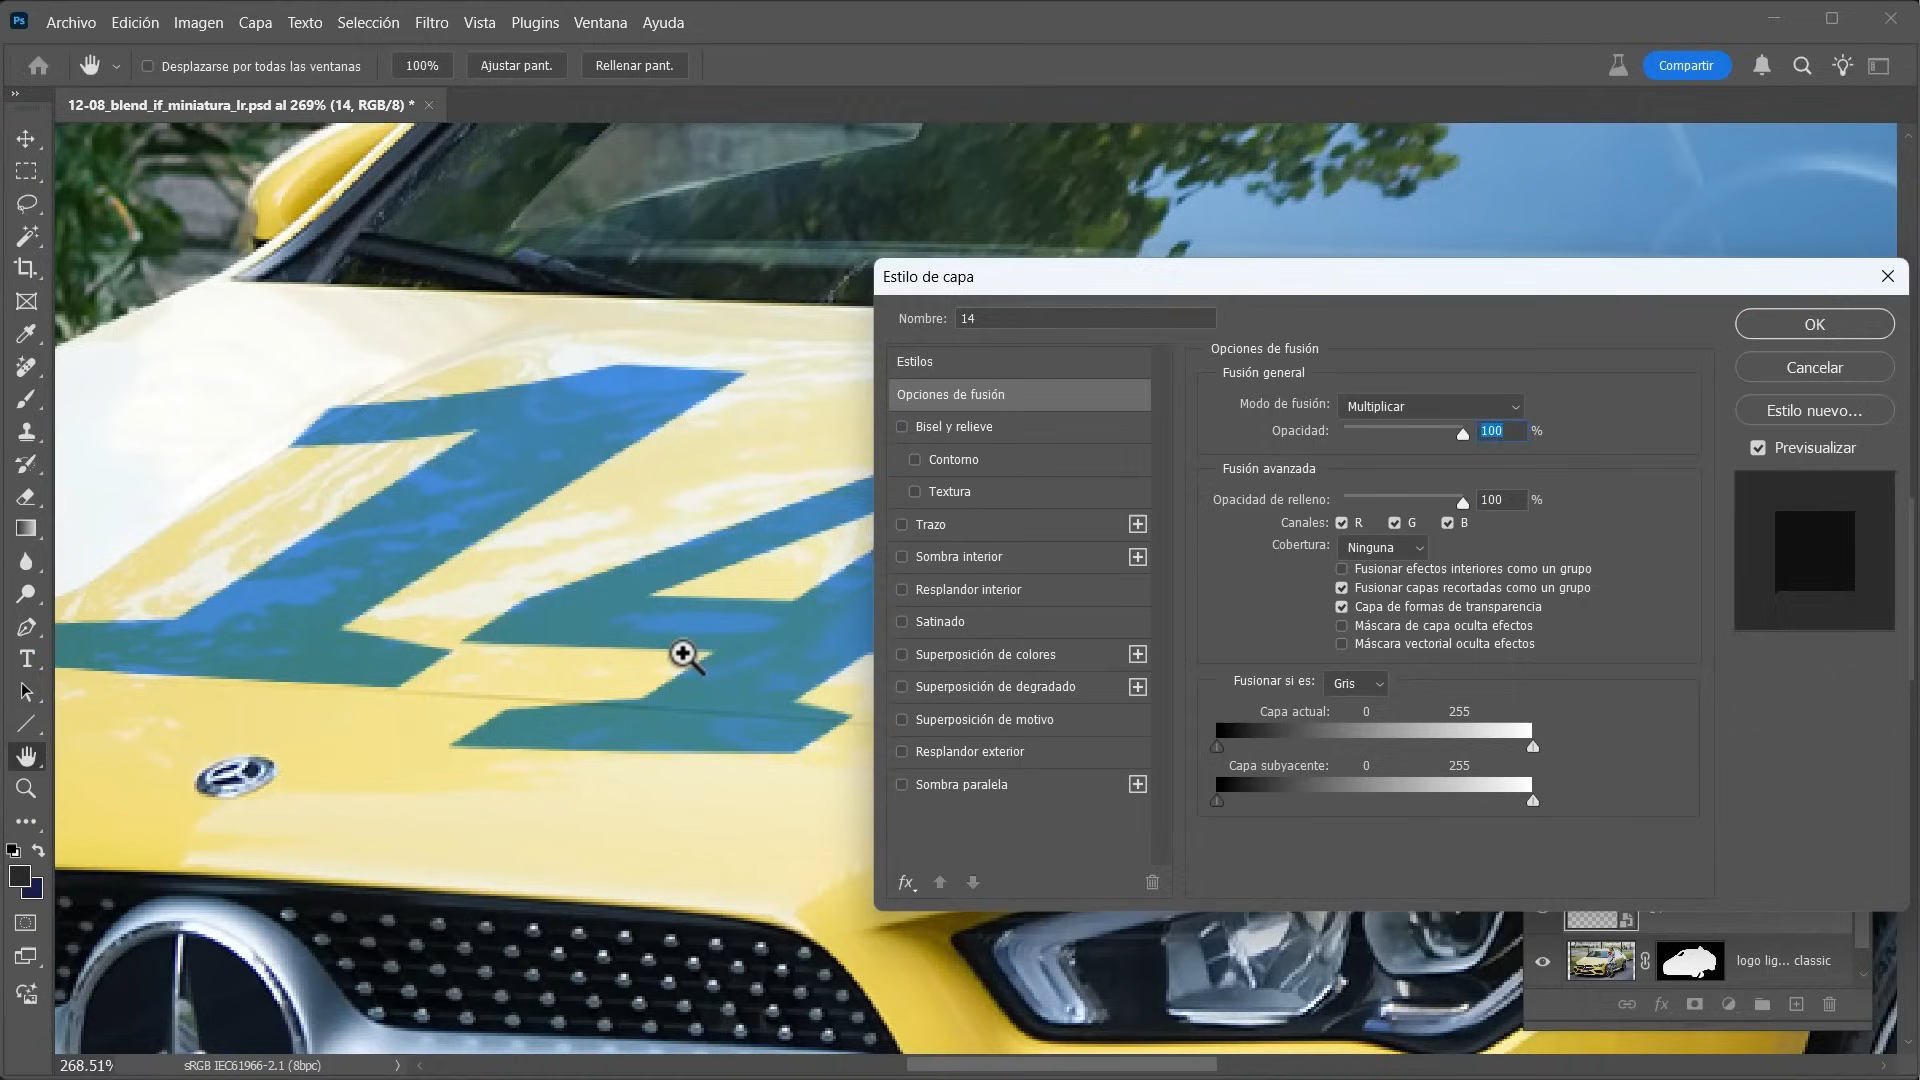 Ps Archivo Edición Imagen Capa Texto Selección Filtro Vista Plugins Ventana Ayuda
Desplazarse por todas las ventanas 100% Ajustar pant. Rellenar pant. Compartir
12-08_blend_if_miniatura_lr.psd al 269% (14, RGB/8) *
14
Estilo de capa
Nombre: 14
OK
Cancelar
Estilo nuevo...
Previsualizar
Estilos
Opciones de fusión
Bisel y relieve
Contorno
Textura
Trazo
Sombra interior
Resplandor interior
Satinado
Superposición de colores
Superposición de degradado
Superposición de motivo
Resplandor exterior
Sombra paralela
fx
Opciones de fusión
Fusión general
Modo de fusión: Multiplicar
Opacidad: 100 %
Fusión avanzada
Opacidad de relleno: 100 %
Canales: R G B
Cobertura: Ninguna
Fusionar efectos interiores como un grupo
Fusionar capas recortadas como un grupo
Capa de formas de transparencia
Máscara de capa oculta efectos
Máscara vectorial oculta efectos
Fusionar si es: Gris
Capa actual: 0 255
Capa subyacente: 0 255
logo lig... classic
fx
268.51% sRGB IEC61966-2.1 (8bpc)